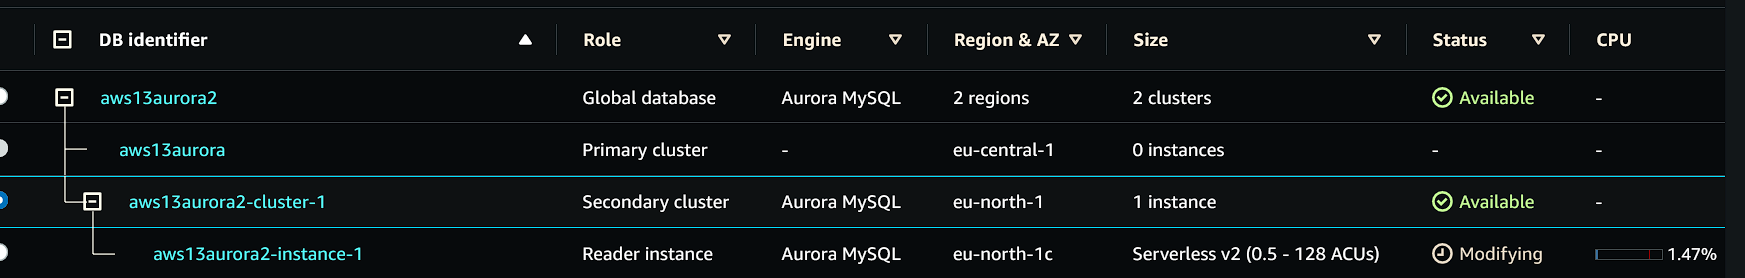 DB identifier Role Engine Region & AZ Size Status CPU
aws13aurora2 Global database Aurora MySQL 2 regions 2 clusters Available -
aws13aurora Primary cluster - eu-central-1 0 instances - -
aws13aurora2-cluster-1 Secondary cluster Aurora MySQL eu-north-1 1 instance Available -
aws13aurora2-instance-1 Reader instance Aurora MySQL eu-north-1c Serverless v2 (0.5 - 128 ACUs) Modifying 1.47%